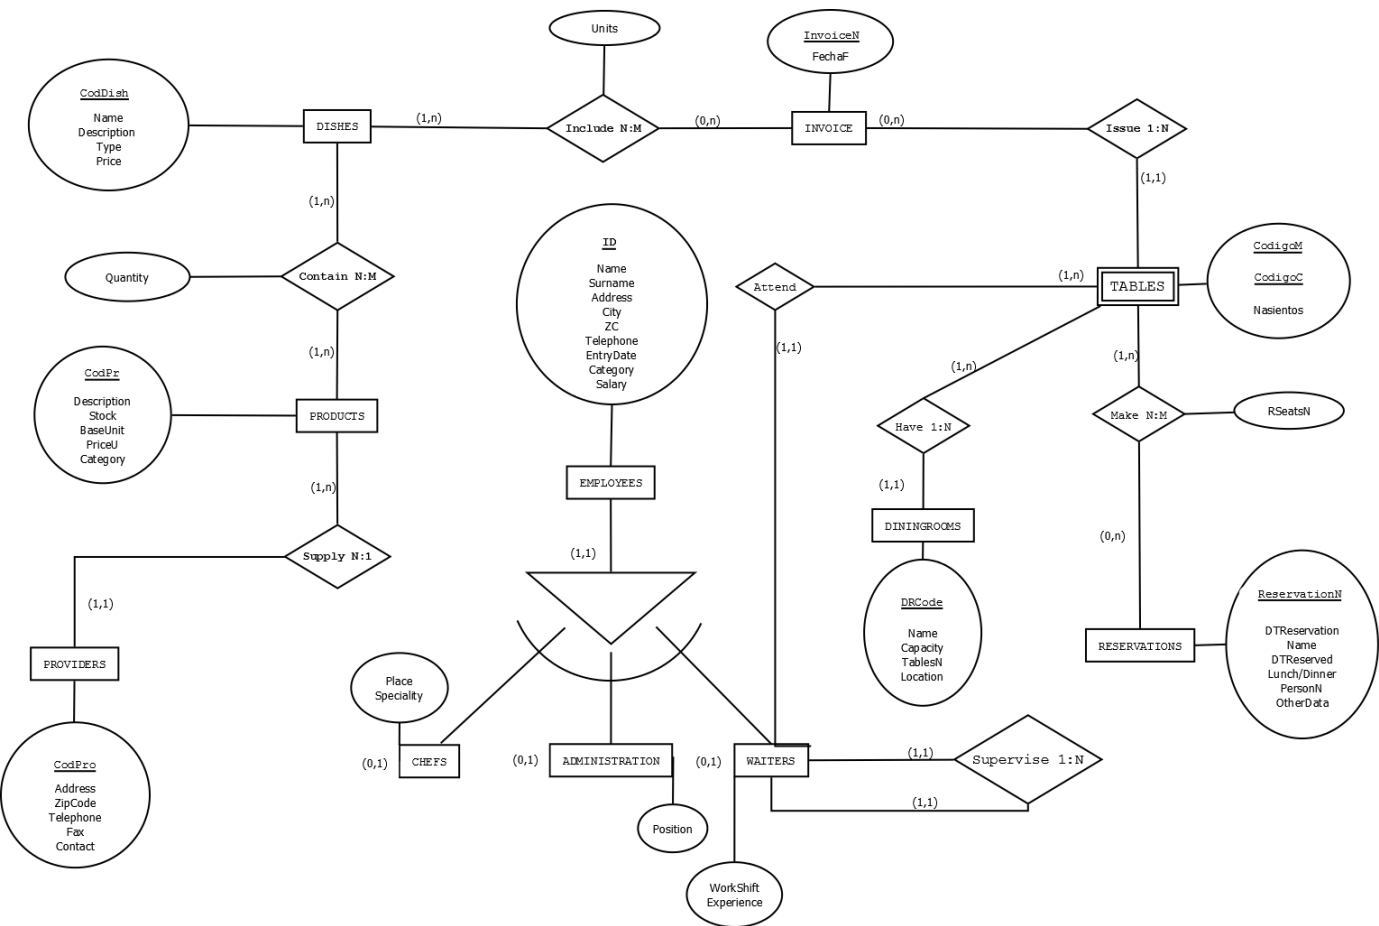 Units
InvoiceN
FechaF
CodDish
Name
Description
Type
Price
DISHES
(1,n)
Include N:M
(0,n)
INVOICE
(0,n)
Issue 1:N
(1,1)
(1,n)
Quantity
Contain N:M
ID
Name
Surname
Address
City
ZC
Telephone
EntryDate
Category
Salary
Attend
(1,n)
TABLES
CodigoM
CodigoC
Nasientos
(1,n)
(1,1)
(1,n)
(1,n)
CodPr
Description
Stock
BaseUnit
PriceU
Category
PRODUCTS
Have 1:N
Make N:M
RSeatsN
(1,n)
EMPLOYEES
(1,1)
DININGROOMS
(0,n)
Supply N:1
(1,1)
(1,1)
DRCode
Name
Capacity
TablesN
Location
ReservationN
DTReservation
Name
DTReserved
Lunch/Dinner
PersonN
OtherData
RESERVATIONS
PROVIDERS
Place
Speciality
CodPro
Address
ZipCode
Telephone
Fax
Contact
(0,1)
CHEFS
(0,1)
ADMINISTRATION
(0,1)
WAITERS
(1,1)
Supervise 1:N
(1,1)
Position
WorkShift
Experience